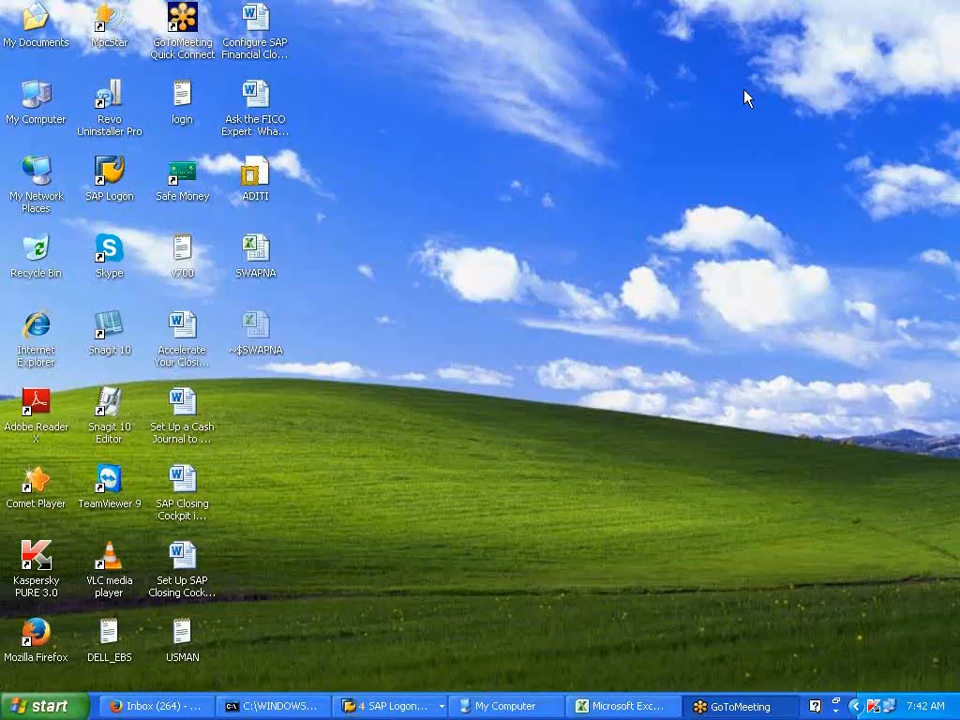 My Documents
MpcStar
GoToMeeting
Quick Connect
Configure SAP
Financial Clo...
My Computer
Revo
Uninstaller Pro
login
Ask the FICO
Expert Wha...
My Network
Places
SAP Logon
Safe Money
ADITI
Recycle Bin
Skype
V700
SWAPNA
Internet
Explorer
Snagit 10
Accelerate
Your Closi...
~$SWAPNA
Adobe Reader
X
Snagit 10
Editor
Set Up a Cash
Journal to ...
Comet Player
TeamViewer 9
SAP Closing
Cockpit i...
Kaspersky
PURE 3.0
VLC media
player
Set Up SAP
Closing Cock...
Mozilla Firefox
DELL_EBS
USMAN
start
Inbox (264) - ...
C:\WINDOWS...
4 SAP Logon...
My Computer
Microsoft Exc...
GoToMeeting
7:42 AM